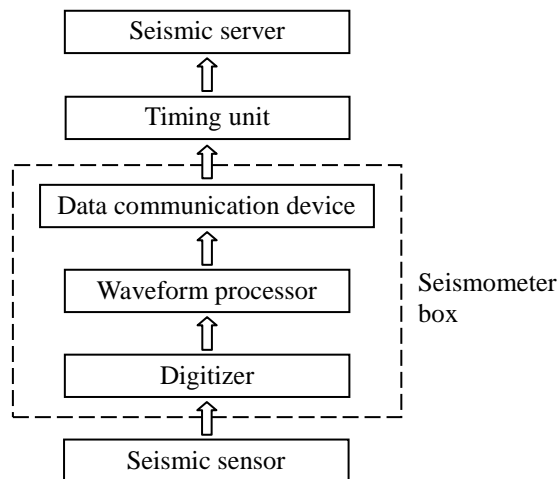 Seismic server
Timing unit
Data communication device
Waveform processor
Seismometer
box
Digitizer
Seismic sensor